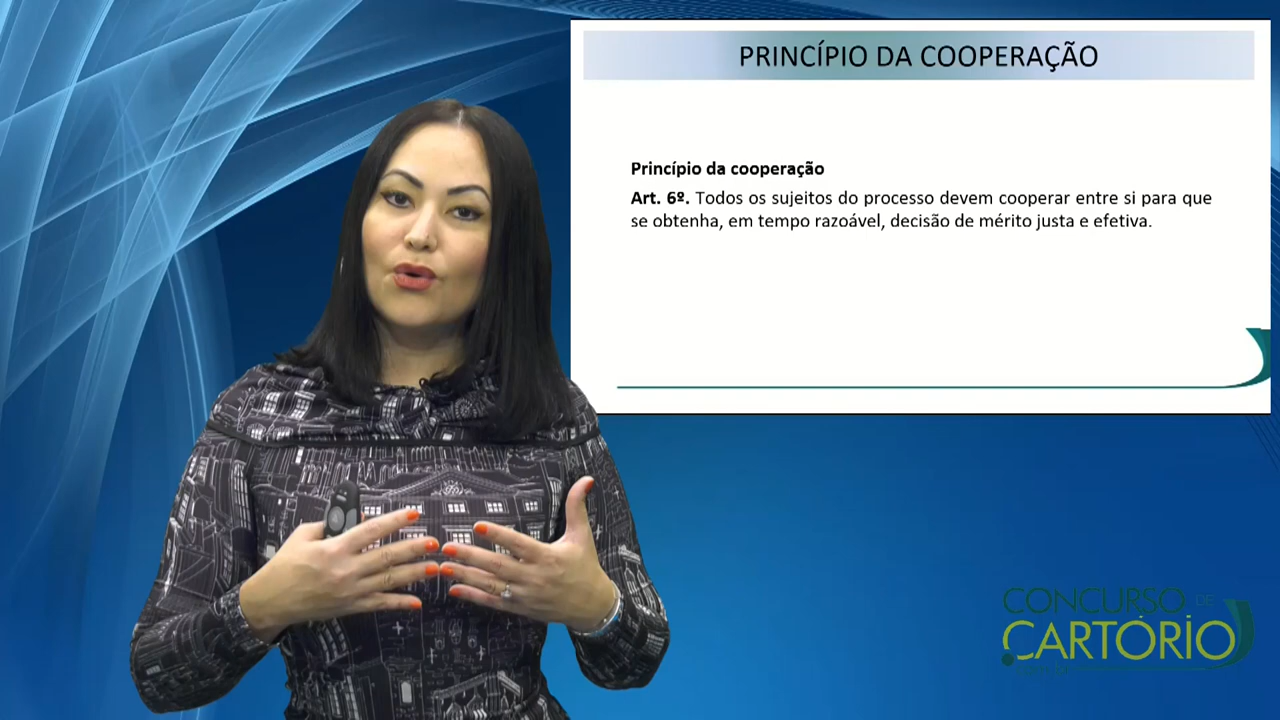 PRINCÍPIO DA COOPERAÇÃO
Princípio da cooperação
Art. 6º. Todos os sujeitos do processo devem cooperar entre si para que
se obtenha, em tempo razoável, decisão de mérito justa e efetiva.
CONCURSO DE
CARTÓRIO